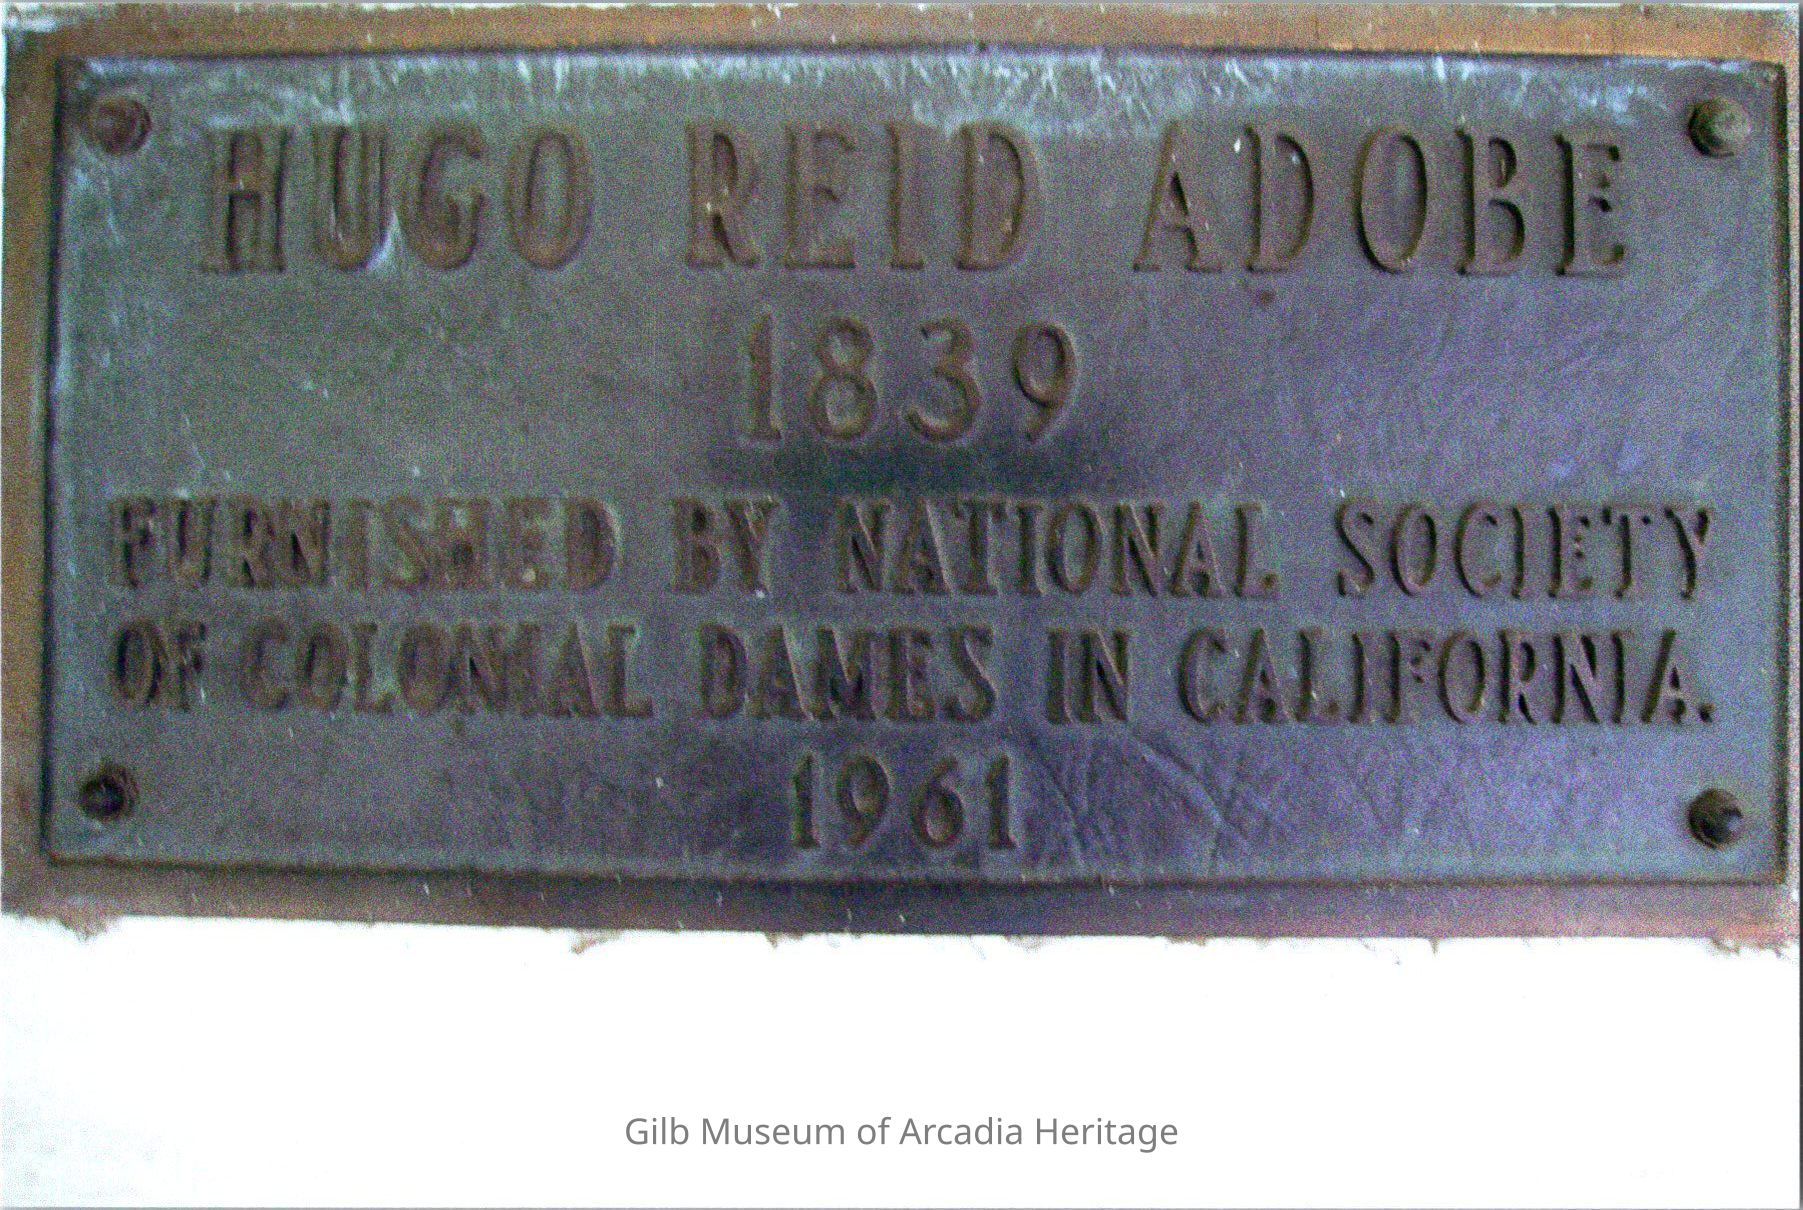 HUGO REID ADOBE
1839
FURNISHED BY NATIONAL SOCIETY
OF COLONIAL DAMES IN CALIFORNIA.
1961
Gilb Museum of Arcadia Heritage